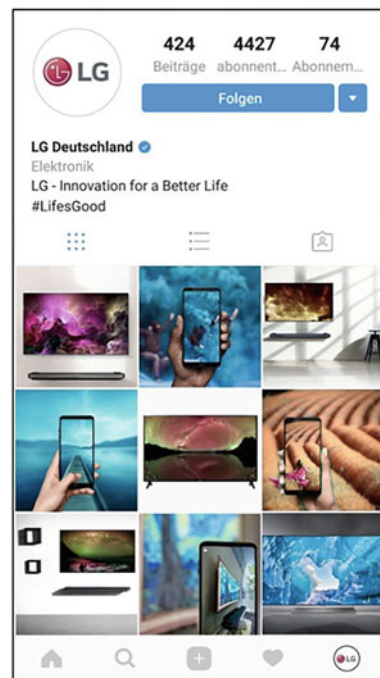 LG
424 4427 74
Beiträge abonnent... Abonnem...
Folgen
LG Deutschland
Elektronik
LG - Innovation for a Better Life
#LifesGood
LG